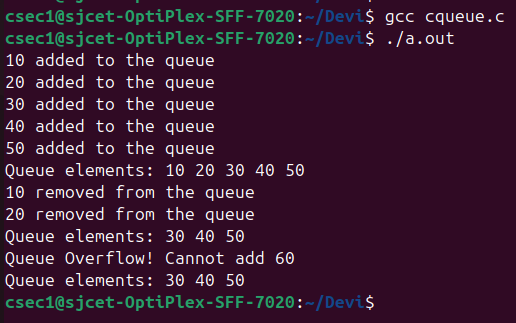 csec1@sjcet-OptiPlex-SFF-7020:~/Devi$ gcc cqueue.c
csec1@sjcet-OptiPlex-SFF-7020:~/Devi$ ./a.out
10 added to the queue
20 added to the queue
30 added to the queue
40 added to the queue
50 added to the queue
Queue elements: 10 20 30 40 50
10 removed from the queue
20 removed from the queue
Queue elements: 30 40 50
Queue Overflow! Cannot add 60
Queue elements: 30 40 50
csec1@sjcet-OptiPlex-SFF-7020:~/Devi$